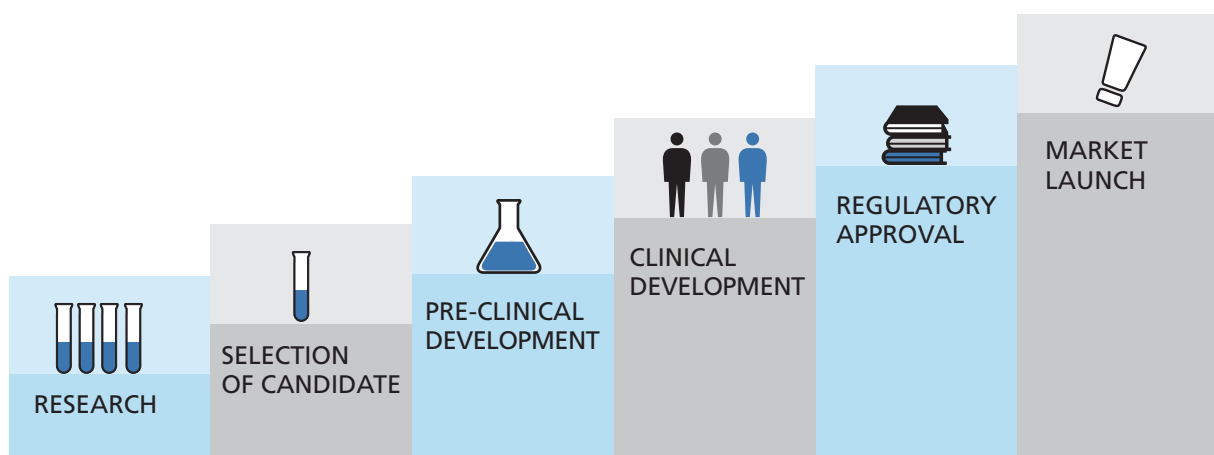 RESEARCH
SELECTION
OF CANDIDATE
PRE-CLINICAL
DEVELOPMENT
CLINICAL
DEVELOPMENT
REGULATORY
APPROVAL
MARKET
LAUNCH